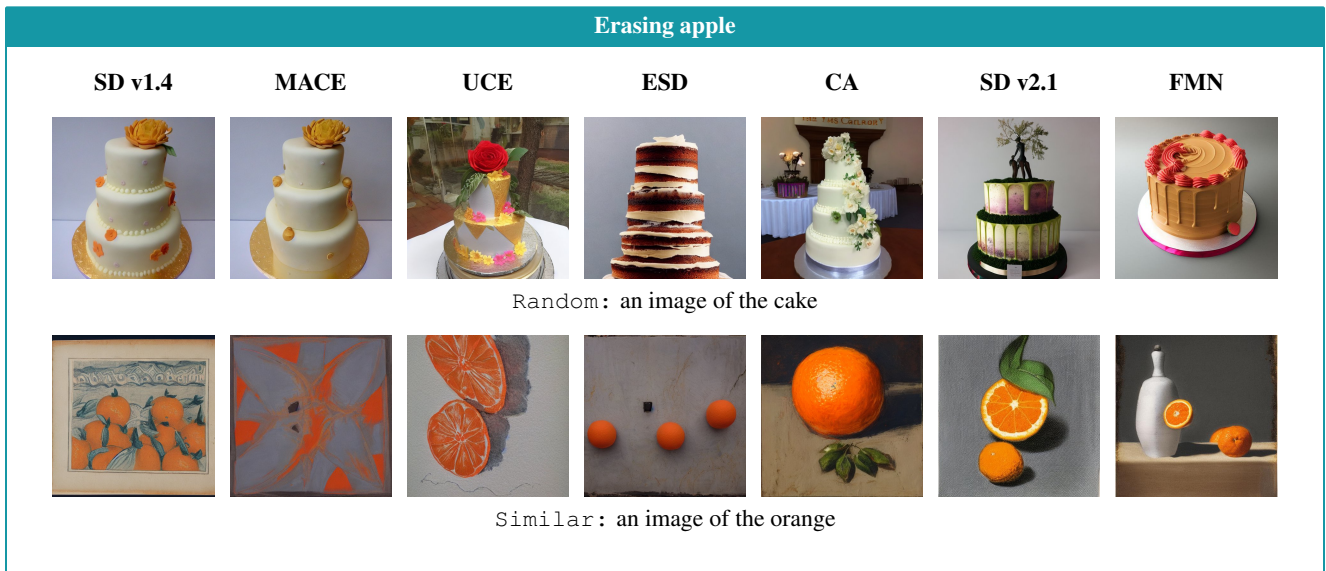 Erasing apple
SD v1.4 MACE UCE ESD CA SD v2.1 FMN
Random: an image of the cake
Similar: an image of the orange